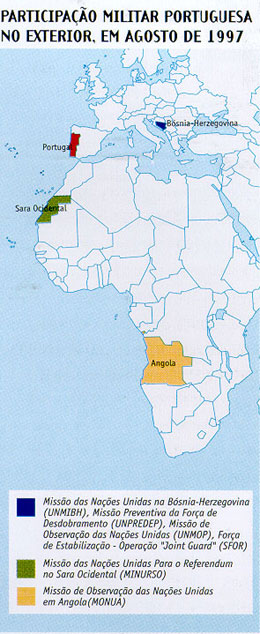 PARTICIPAÇÃO MILITAR PORTUGUESA
NO EXTERIOR, EM AGOSTO DE 1997
Bósnia-Herzegovina
Portugal
Sara Ocidental
Angola
Missão das Nações Unidas na Bósnia-Herzegovina
(UNMIBH), Missão Preventiva da Força de
Desdobramento (UNPREDEP), Missão de
Observação das Nações Unidas (UNMOP), Força
de Estabilização - Operação "Joint Guard" (SFOR)
Missão das Nações Unidas Para o Referendum
no Sara Ocidental (MINURSO)
Missão de Observação das Nações Unidas
em Angola(MONUA)